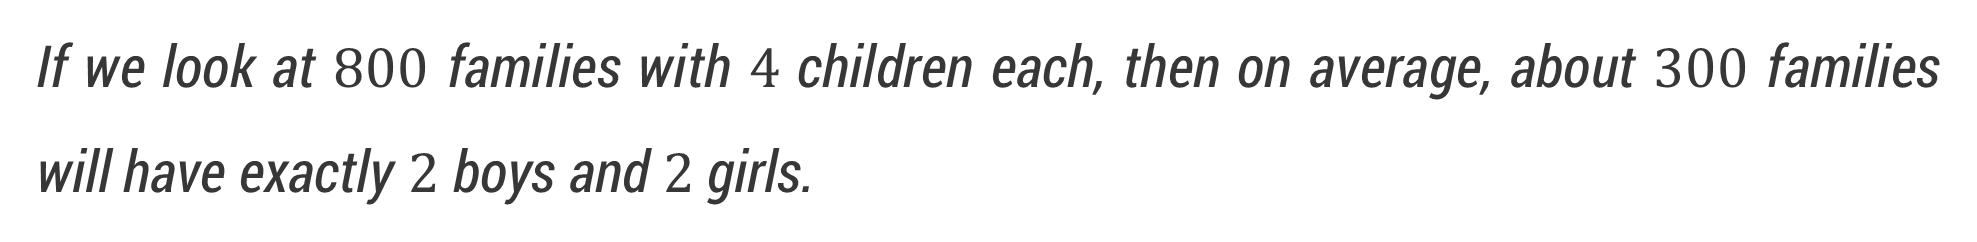 If we look at 800 families with 4 children each, then on average, about 300 families
will have exactly 2 boys and 2 girls.